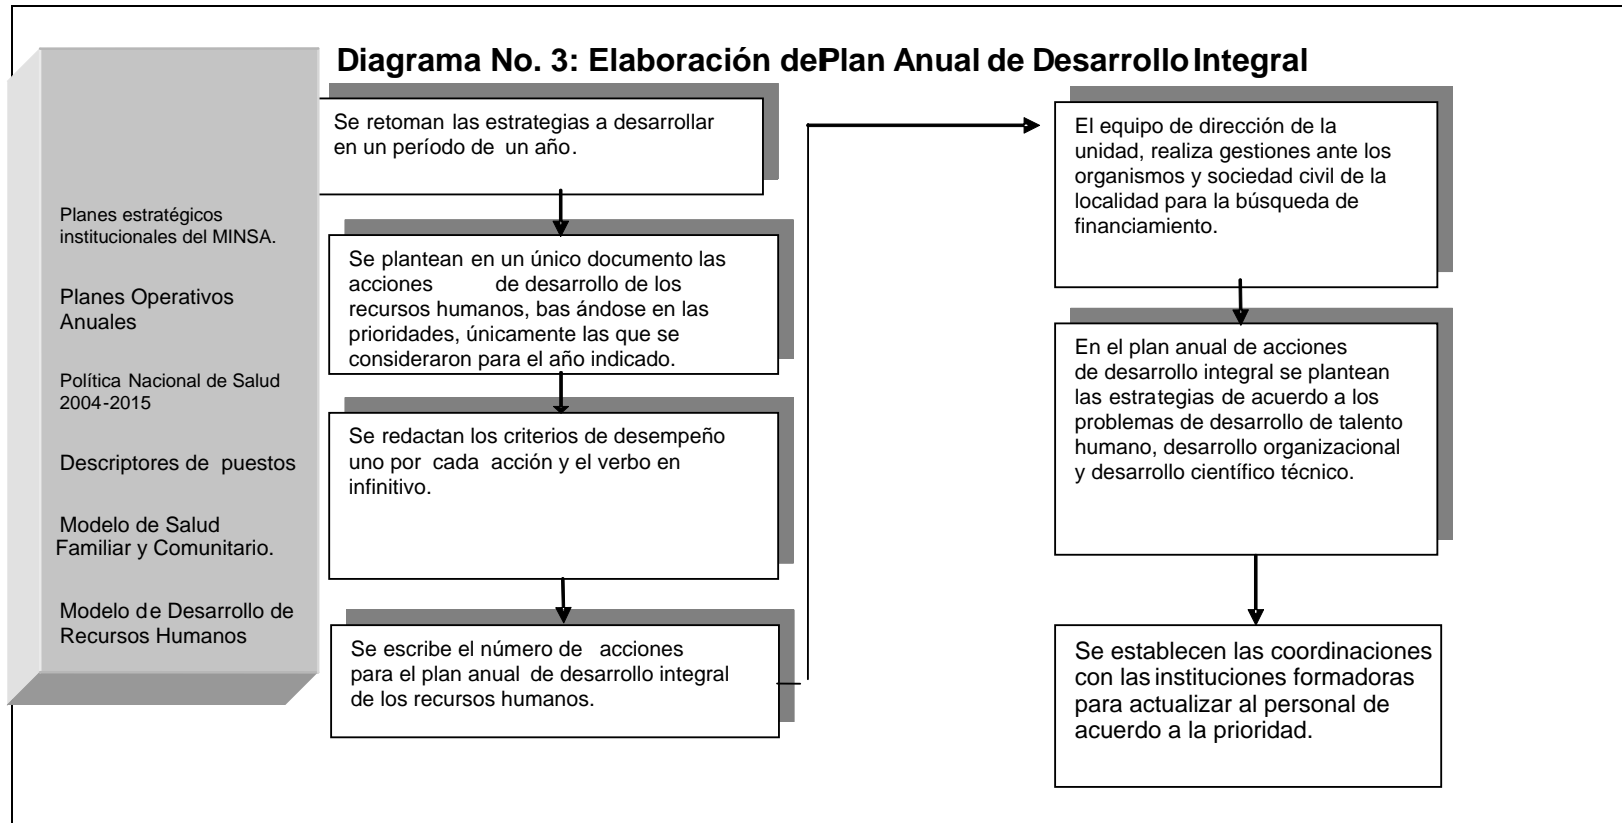 Diagrama No. 3: Elaboración dePlan Anual de Desarrollo Integral
Planes estratégicos
institucionales del MINSA.
Planes Operativos
Anuales
Política Nacional de Salud
2004-2015
Descriptores de puestos
Modelo de Salud
Familiar y Comunitario.
Modelo de Desarrollo de
Recursos Humanos
Se retoman las estrategias a desarrollar
en un período de un año.
Se plantean en un único documento las
acciones de desarrollo de los
recursos humanos, bas ándose en las
prioridades, únicamente las que se
consideraron para el año indicado.
Se redactan los criterios de desempeño
uno por cada acción y el verbo en
infinitivo.
Se escribe el número de acciones
para el plan anual de desarrollo integral
de los recursos humanos.
El equipo de dirección de la
unidad, realiza gestiones ante los
organismos y sociedad civil de la
localidad para la búsqueda de
financiamiento.
En el plan anual de acciones
de desarrollo integral se plantean
las estrategias de acuerdo a los
problemas de desarrollo de talento
humano, desarrollo organizacional
y desarrollo científico técnico.
Se establecen las coordinaciones
con las instituciones formadoras
para actualizar al personal de
acuerdo a la prioridad.